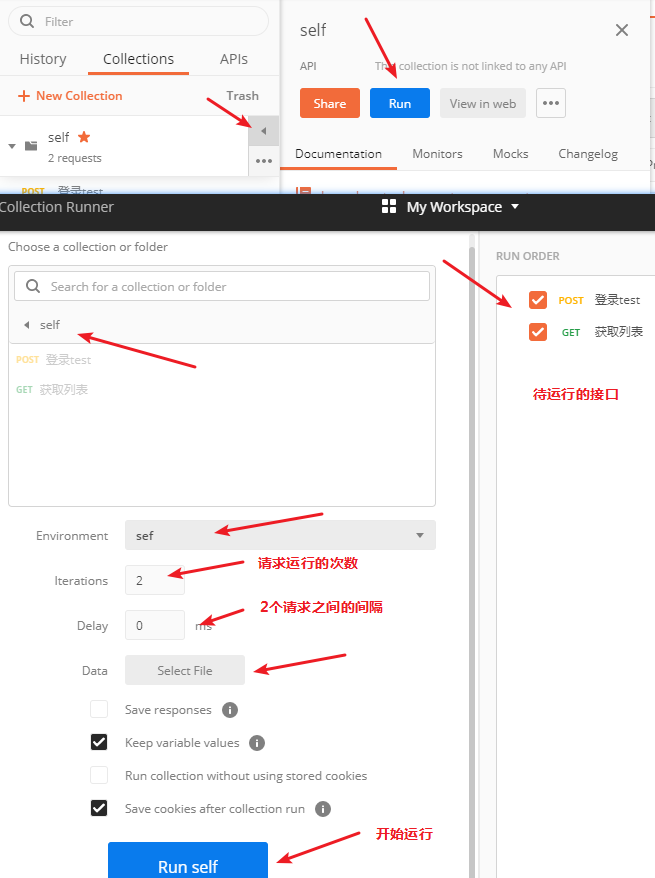 Filter
History
Collections
APIs
+ New Collection
Trash
self
2 requests
POST 登录test
self
API
This collection is not linked to any API
Share
Run
View in web
Documentation
Monitors
Mocks
Changelog
Collection Runner
My Workspace
Choose a collection or folder
Search for a collection or folder
self
POST 登录test
GET 获取列表
RUN ORDER
POST 登录test
GET 获取列表
待运行的接口
Environment
sef
Iterations
2
请求运行的次数
Delay
0
ms
2个请求之间的间隔
Data
Select File
Save responses
Keep variable values
Run collection without using stored cookies
Save cookies after collection run
开始运行
Run self